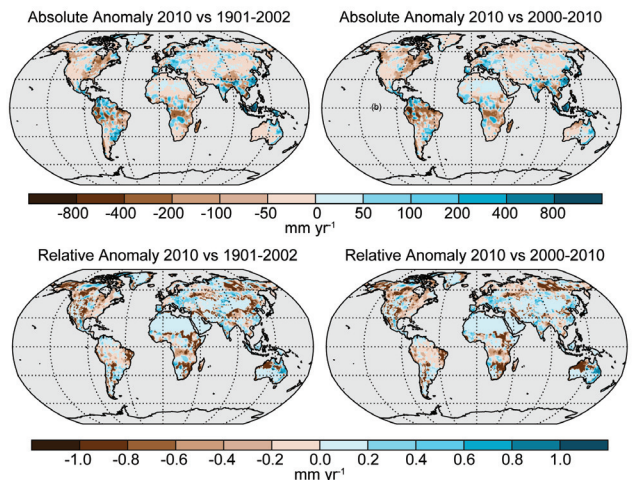 Absolute Anomaly 2010 vs 1901-2002
Absolute Anomaly 2010 vs 2000-2010
(b)
-800 -400 -200 -100 -50 0 50 100 200 400 800
mm yr⁻¹
Relative Anomaly 2010 vs 1901-2002
Relative Anomaly 2010 vs 2000-2010
-1.0 -0.8 -0.6 -0.4 -0.2 0.0 0.2 0.4 0.6 0.8 1.0
mm yr⁻¹